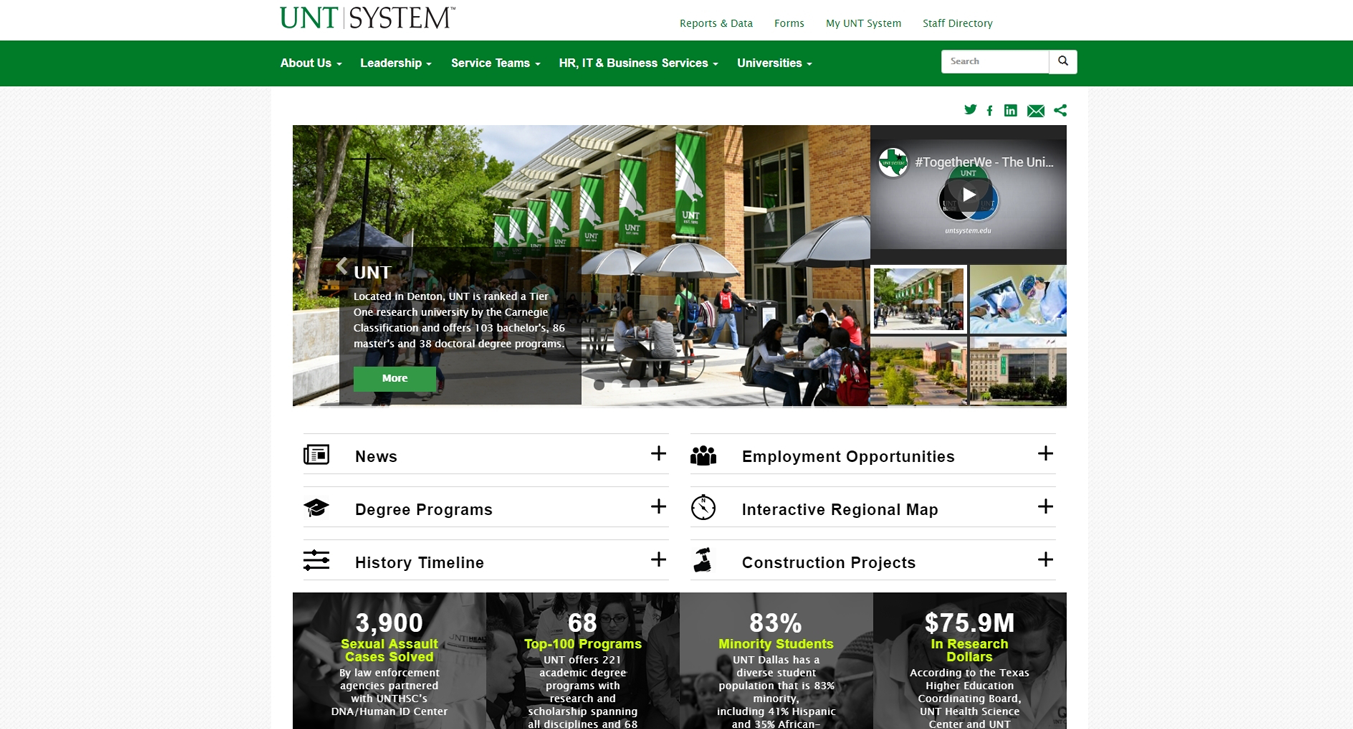 UNT | SYSTEM™
Reports & Data Forms My UNT System Staff Directory
About Us Leadership Service Teams HR, IT & Business Services Universities
Search
#TogetherWe - The Uni...
UNT
untsystem.edu
UNT
UNT
UNT
UNT
UNT
UNT
Located in Denton, UNT is ranked a Tier
One research university by the Carnegie
Classification and offers 103 bachelor's, 86
master's and 38 doctoral degree programs.
More
News
Employment Opportunities
Degree Programs
N
Interactive Regional Map
History Timeline
Construction Projects
3,900
Sexual Assault
Cases Solved
By law enforcement
agencies partnered
with UNTHSC's
DNA/Human ID Center
68
Top-100 Programs
UNT offers 221
academic degree
programs with
research and
scholarship spanning
all disciplines and 68
83%
Minority Students
UNT Dallas has a
diverse student
population that is 83%
minority,
including 41% Hispanic
and 35% African-
$75.9M
In Research
Dollars
According to the Texas
Higher Education
Coordinating Board,
UNT Health Science
Center and UNT